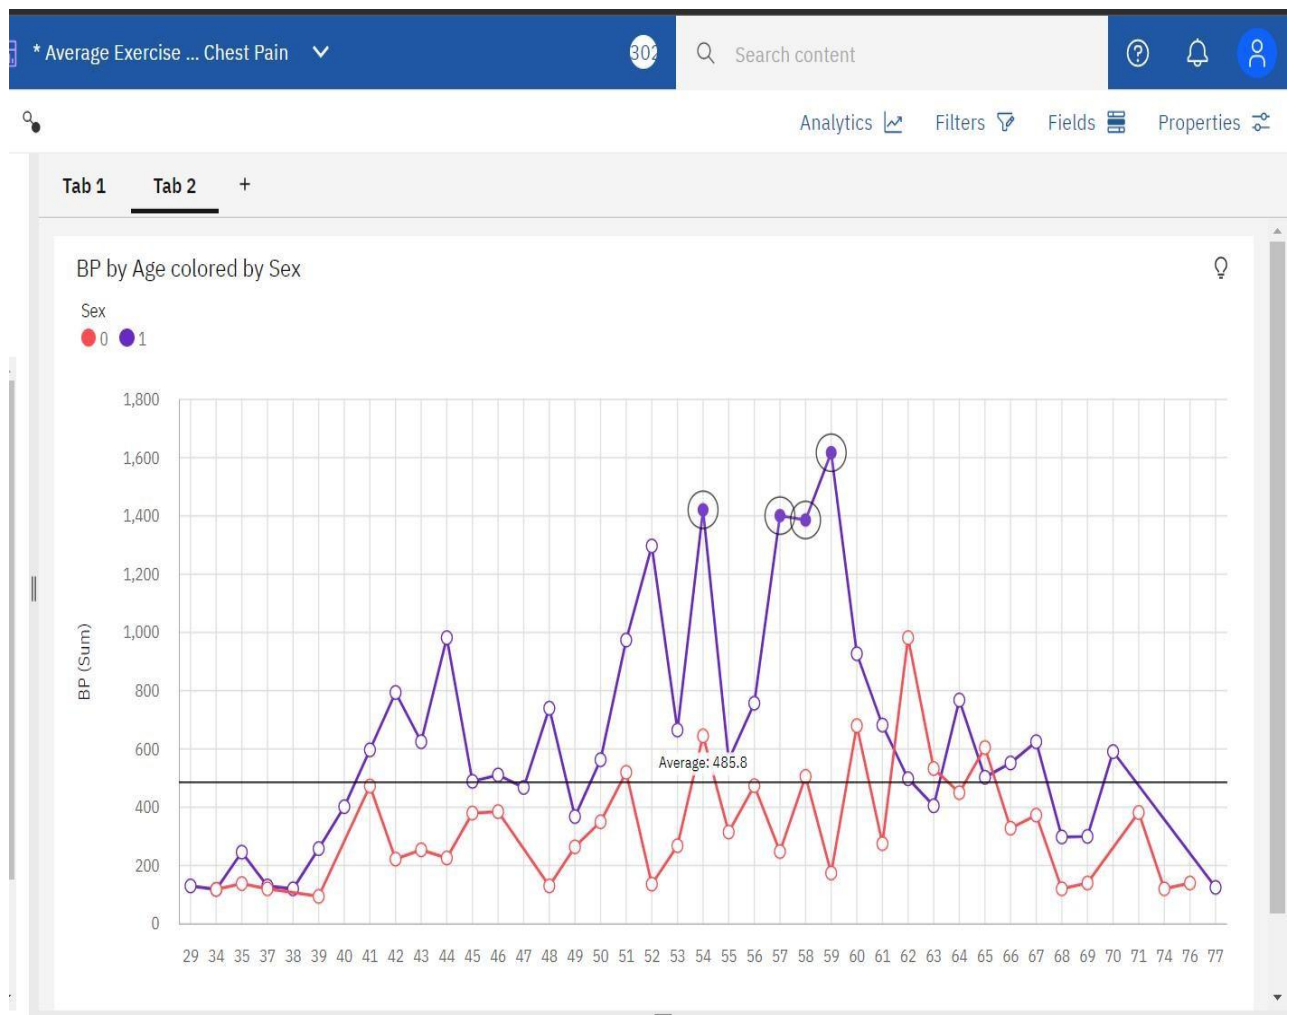 * Average Exercise ... Chest Pain
302
Search content
Analytics
Filters
Fields
Properties
Tab 1
Tab 2
+
BP by Age colored by Sex
Sex
0 1
1,800
1,600
1,400
1,200
1,000
800
600
400
200
0
BP (Sum)
Average: 485.8
29 34 35 37 38 39 40 41 42 43 44 45 46 47 48 49 50 51 52 53 54 55 56 57 58 59 60 61 62 63 64 65 66 67 68 69 70 71 74 76 77